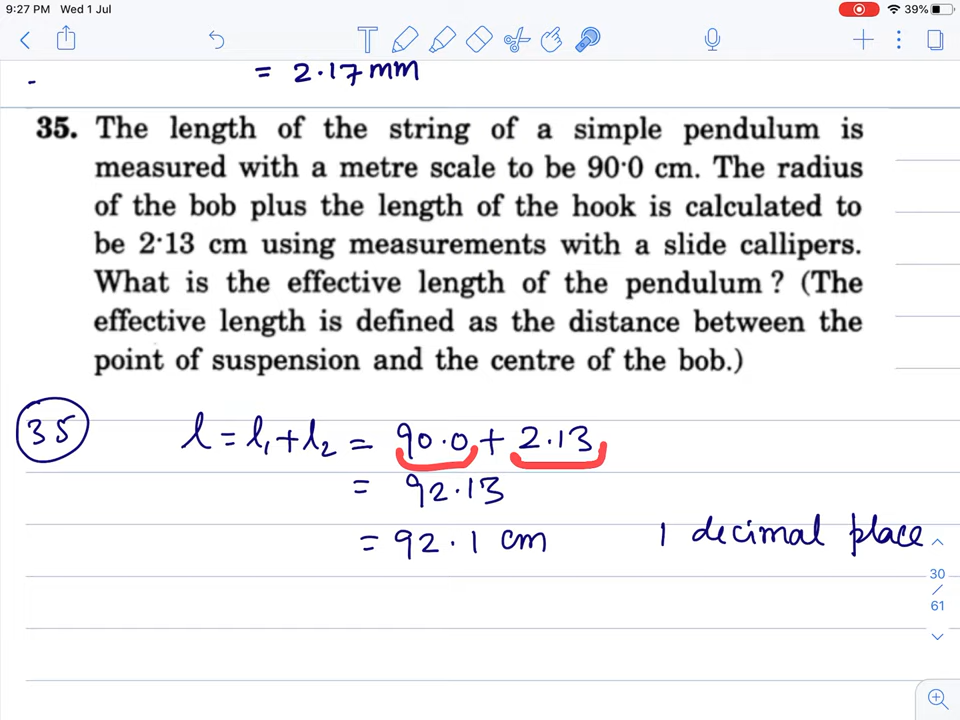 9:27 PM Wed 1 Jul 39%
= 2.17 mm
35. The length of the string of a simple pendulum is
measured with a metre scale to be 90·0 cm. The radius
of the bob plus the length of the hook is calculated to
be 2·13 cm using measurements with a slide callipers.
What is the effective length of the pendulum ? (The
effective length is defined as the distance between the
point of suspension and the centre of the bob.)
35 l = l₁ + l₂ = 90.0 + 2.13
= 92.13
= 92.1 cm 1 decimal place
30
/
61